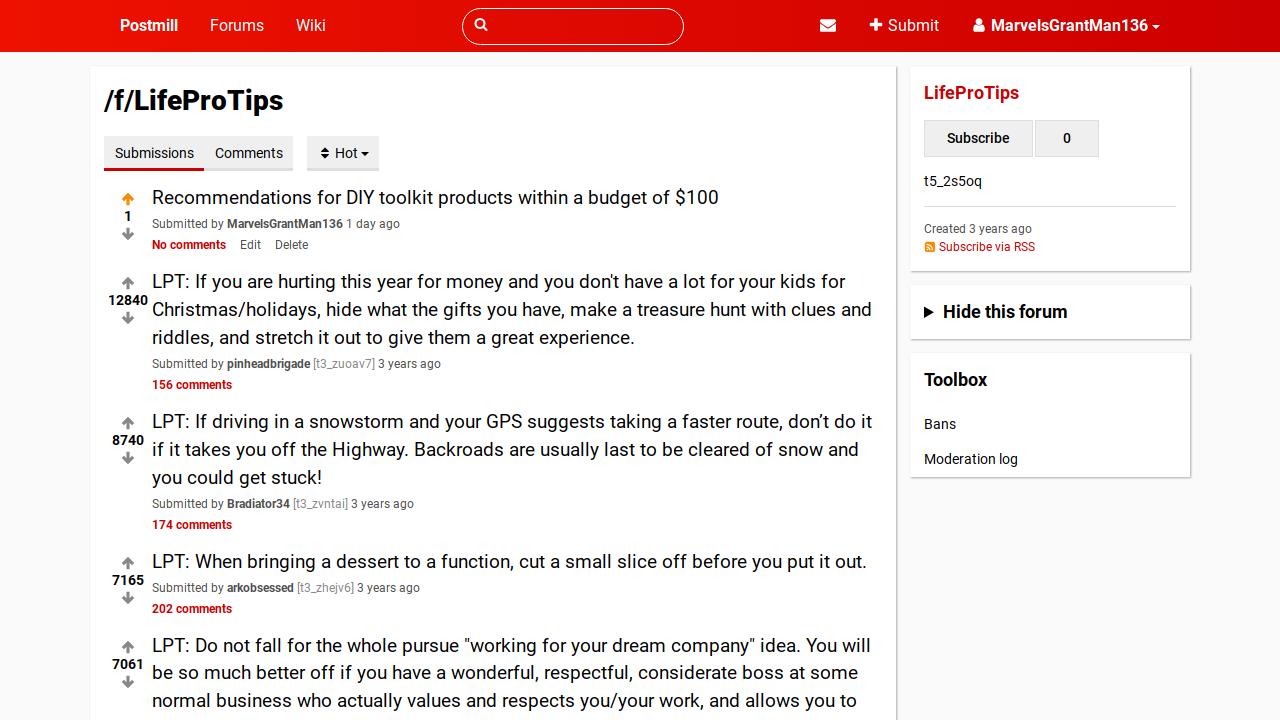 Postmill
Forums
Wiki
Submit
MarvelsGrantMan136
/f/LifeProTips
Submissions
Comments
Hot
1
Recommendations for DIY toolkit products within a budget of $100
Submitted by MarvelsGrantMan136 1 day ago
No comments Edit Delete
12840
LPT: If you are hurting this year for money and you don't have a lot for your kids for
Christmas/holidays, hide what the gifts you have, make a treasure hunt with clues and
riddles, and stretch it out to give them a great experience.
Submitted by pinheadbrigade [t3_zuoav7] 3 years ago
156 comments
8740
LPT: If driving in a snowstorm and your GPS suggests taking a faster route, don’t do it
if it takes you off the Highway. Backroads are usually last to be cleared of snow and
you could get stuck!
Submitted by Bradiator34 [t3_zvntai] 3 years ago
174 comments
7165
LPT: When bringing a dessert to a function, cut a small slice off before you put it out.
Submitted by arkobsessed [t3_zhejv6] 3 years ago
202 comments
7061
LPT: Do not fall for the whole pursue "working for your dream company" idea. You will
be so much better off if you have a wonderful, respectful, considerate boss at some
normal business who actually values and respects you/your work, and allows you to
LifeProTips
Subscribe 0
t5_2s5oq
Created 3 years ago
Subscribe via RSS
Hide this forum
Toolbox
Bans
Moderation log